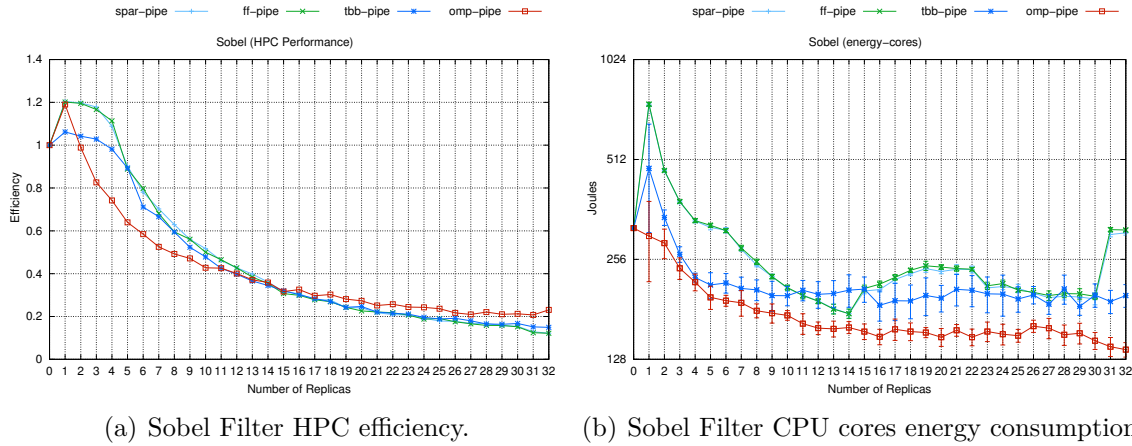 spar-pipe ff-pipe tbb-pipe omp-pipe
Sobel (HPC Performance)
1.4
1.2
1
0.8
0.6
0.4
0.2
0
Efficiency
0 1 2 3 4 5 6 7 8 9 10 11 12 13 14 15 16 17 18 19 20 21 22 23 24 25 26 27 28 29 30 31 32
Number of Replicas
(a) Sobel Filter HPC efficiency.
spar-pipe ff-pipe tbb-pipe omp-pipe
Sobel (energy-cores)
1024
512
256
128
Joules
0 1 2 3 4 5 6 7 8 9 10 11 12 13 14 15 16 17 18 19 20 21 22 23 24 25 26 27 28 29 30 31 32
Number of Replicas
(b) Sobel Filter CPU cores energy consumption